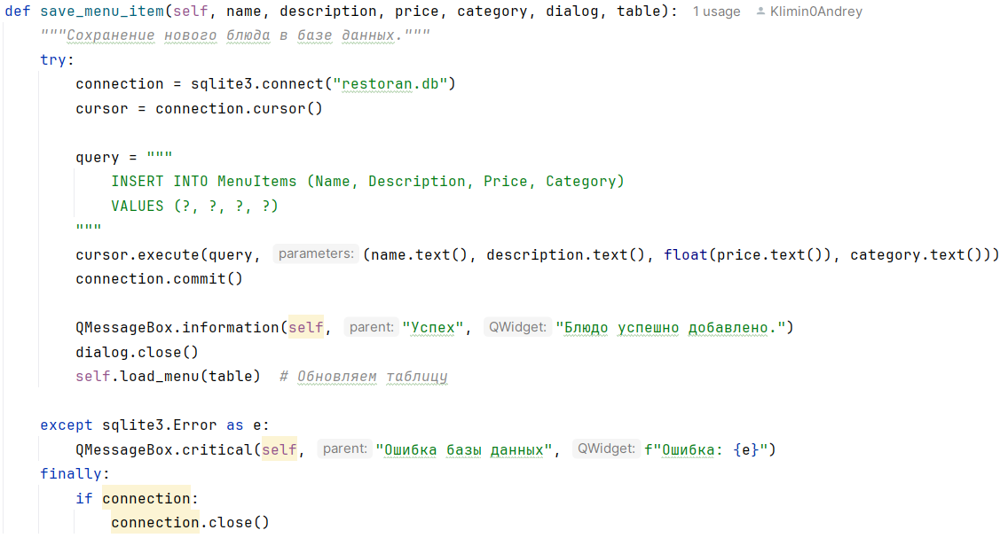 def save_menu_item(self, name, description, price, category, dialog, table): 1 usage Klimin0Andrey
"""Сохранение нового блюда в базе данных."""
try:
connection = sqlite3.connect("restoran.db")
cursor = connection.cursor()
query = """
INSERT INTO MenuItems (Name, Description, Price, Category)
VALUES (?, ?, ?, ?)
"""
cursor.execute(query, parameters: (name.text(), description.text(), float(price.text()), category.text()))
connection.commit()
QMessageBox.information(self, parent: "Успех", QWidget: "Блюдо успешно добавлено.")
dialog.close()
self.load_menu(table) # Обновляем таблицу
except sqlite3.Error as e:
QMessageBox.critical(self, parent: "Ошибка базы данных", QWidget: f"Ошибка: {e}")
finally:
if connection:
connection.close()